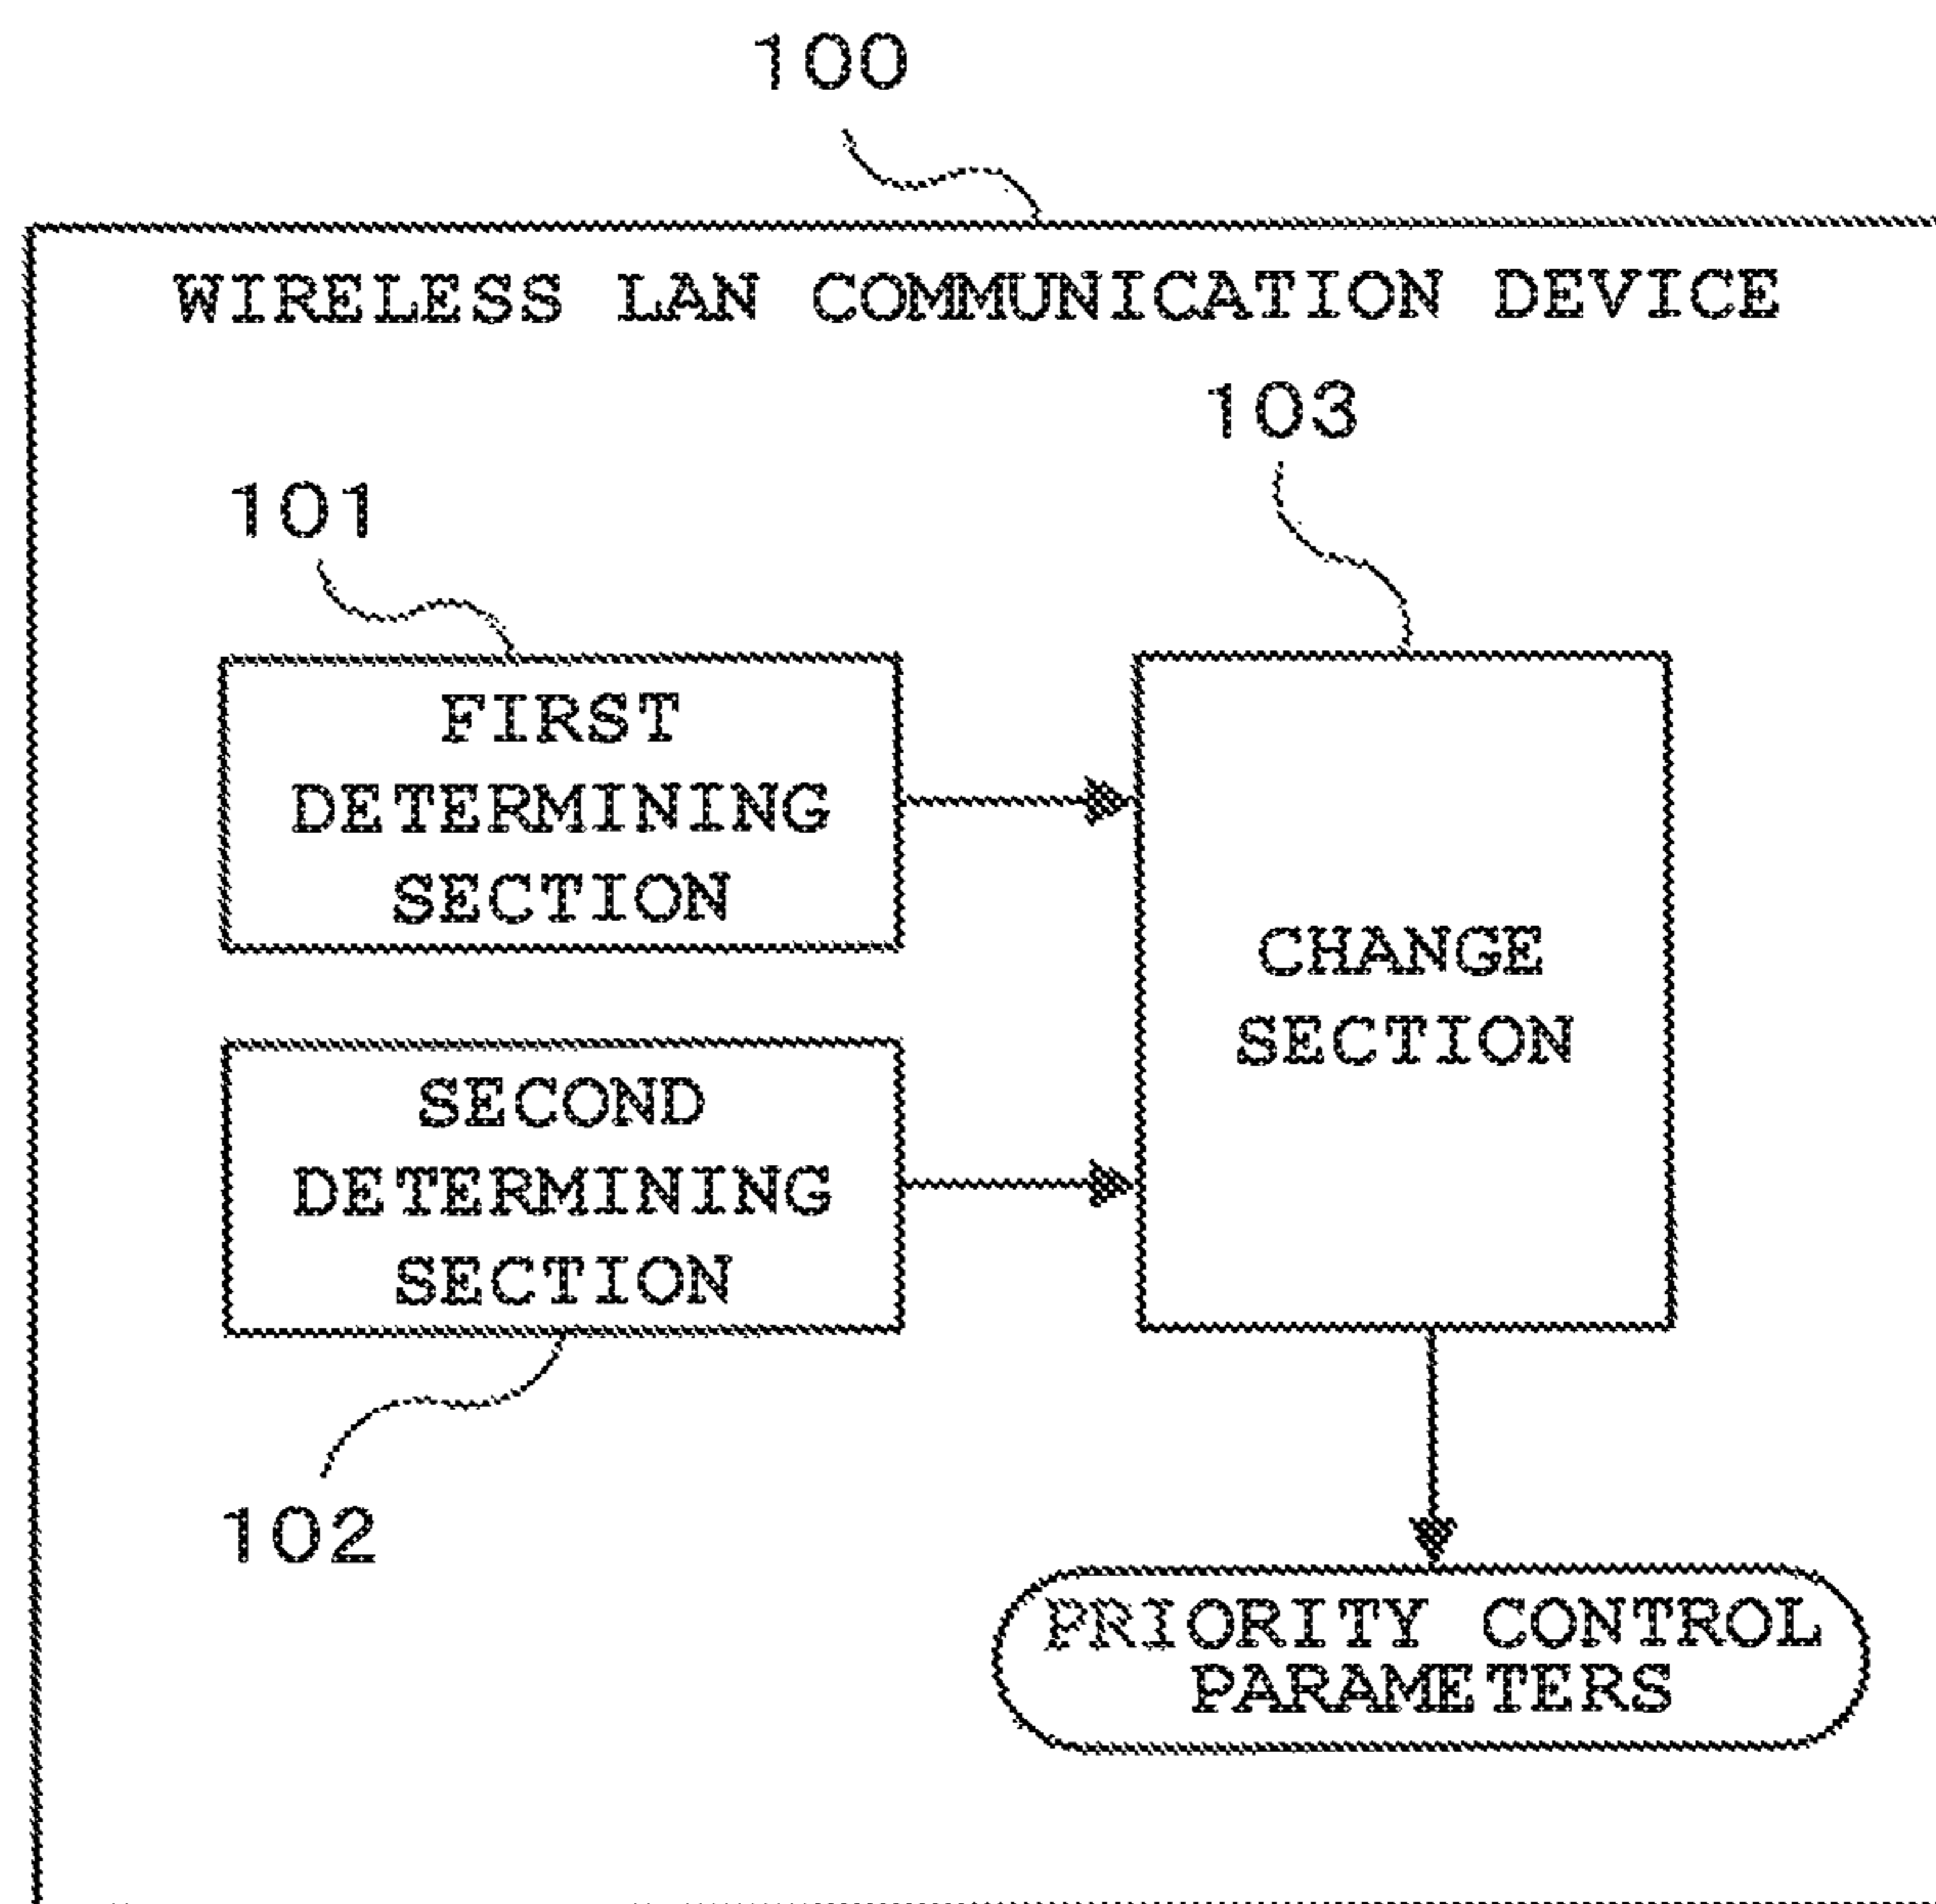 100
WIRELESS LAN COMMUNICATION DEVICE
103
101
FIRST
DETERMINING
SECTION
CHANGE
SECTION
SECOND
DETERMINING
SECTION
102
PRIORITY CONTROL
PARAMETERS